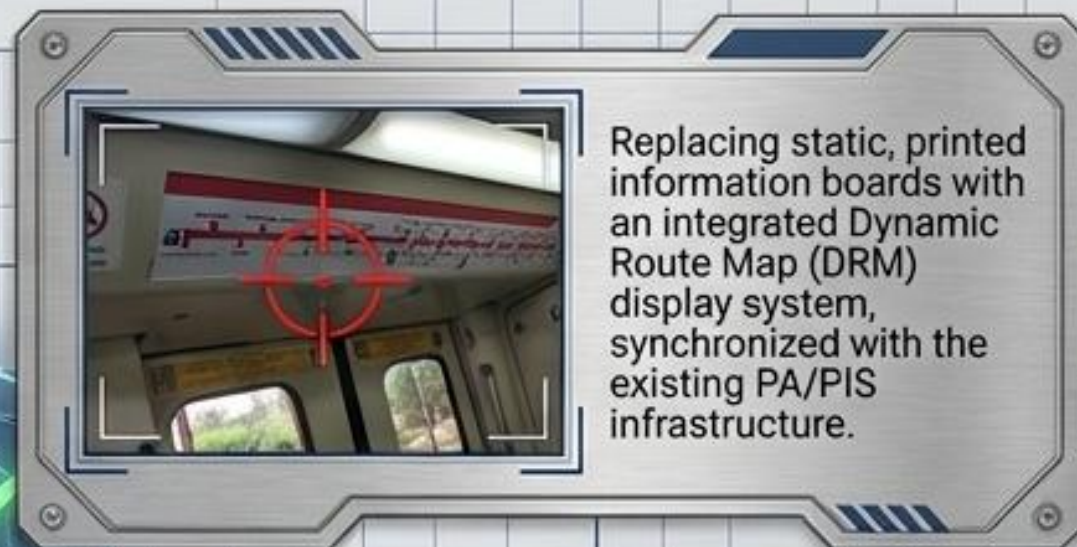 Replacing static, printed
information boards with
an integrated Dynamic
Route Map (DRM)
display system,
synchronized with the
existing PA/PIS
infrastructure.